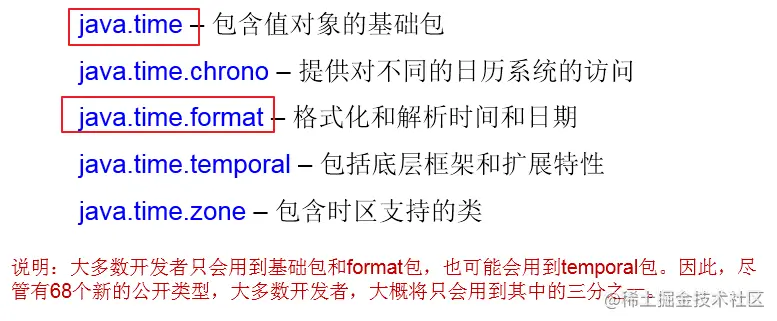 java.time – 包含值对象的基础包
java.time.chrono – 提供对不同的日历系统的访问
java.time.format – 格式化和解析时间和日期
java.time.temporal – 包括底层框架和扩展特性
java.time.zone – 包含时区支持的类
说明：大多数开发者只会用到基础包和format包，也可能会用到temporal包。因此，尽
管有68个新的公开类型，大多数开发者，大概将只会用到其中的三分之一。
@稀土掘金技术社区